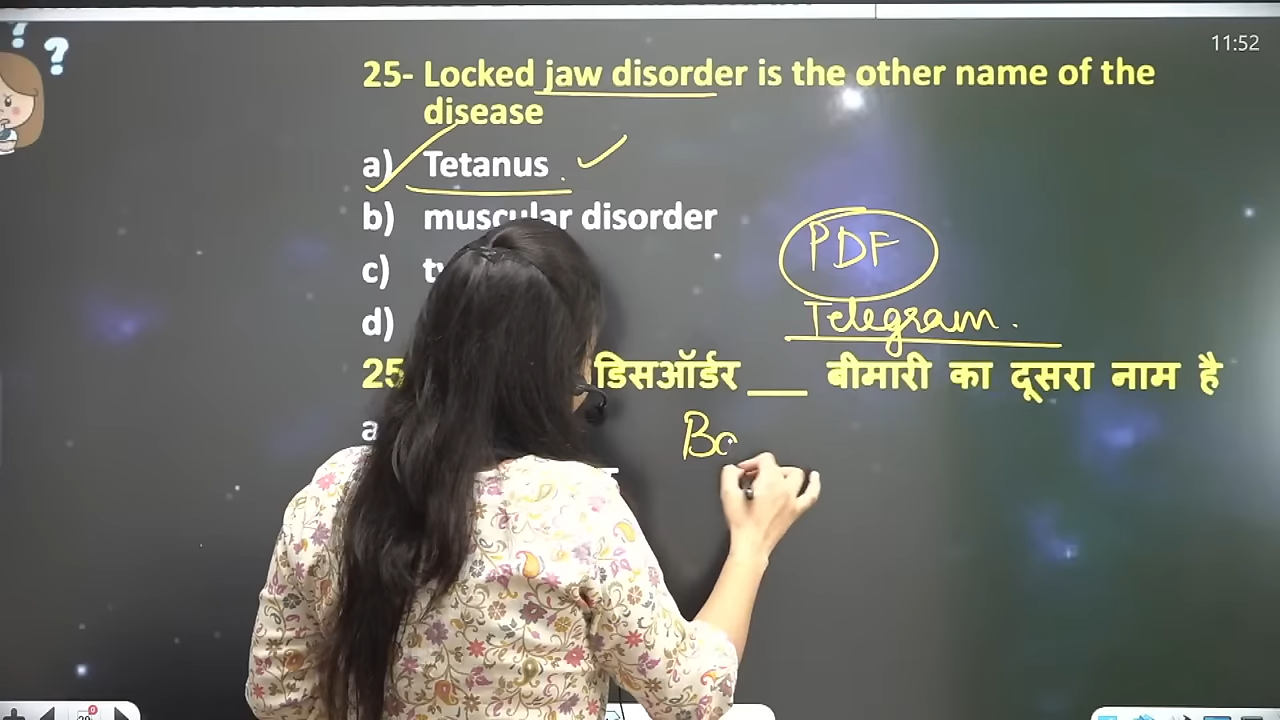 11:52
25- Locked jaw disorder is the other name of the
disease
a) Tetanus
b) muscular disorder
c)
d)
PDF
Telegram.
25 डिसऑर्डर ___ बीमारी का दूसरा नाम है
a